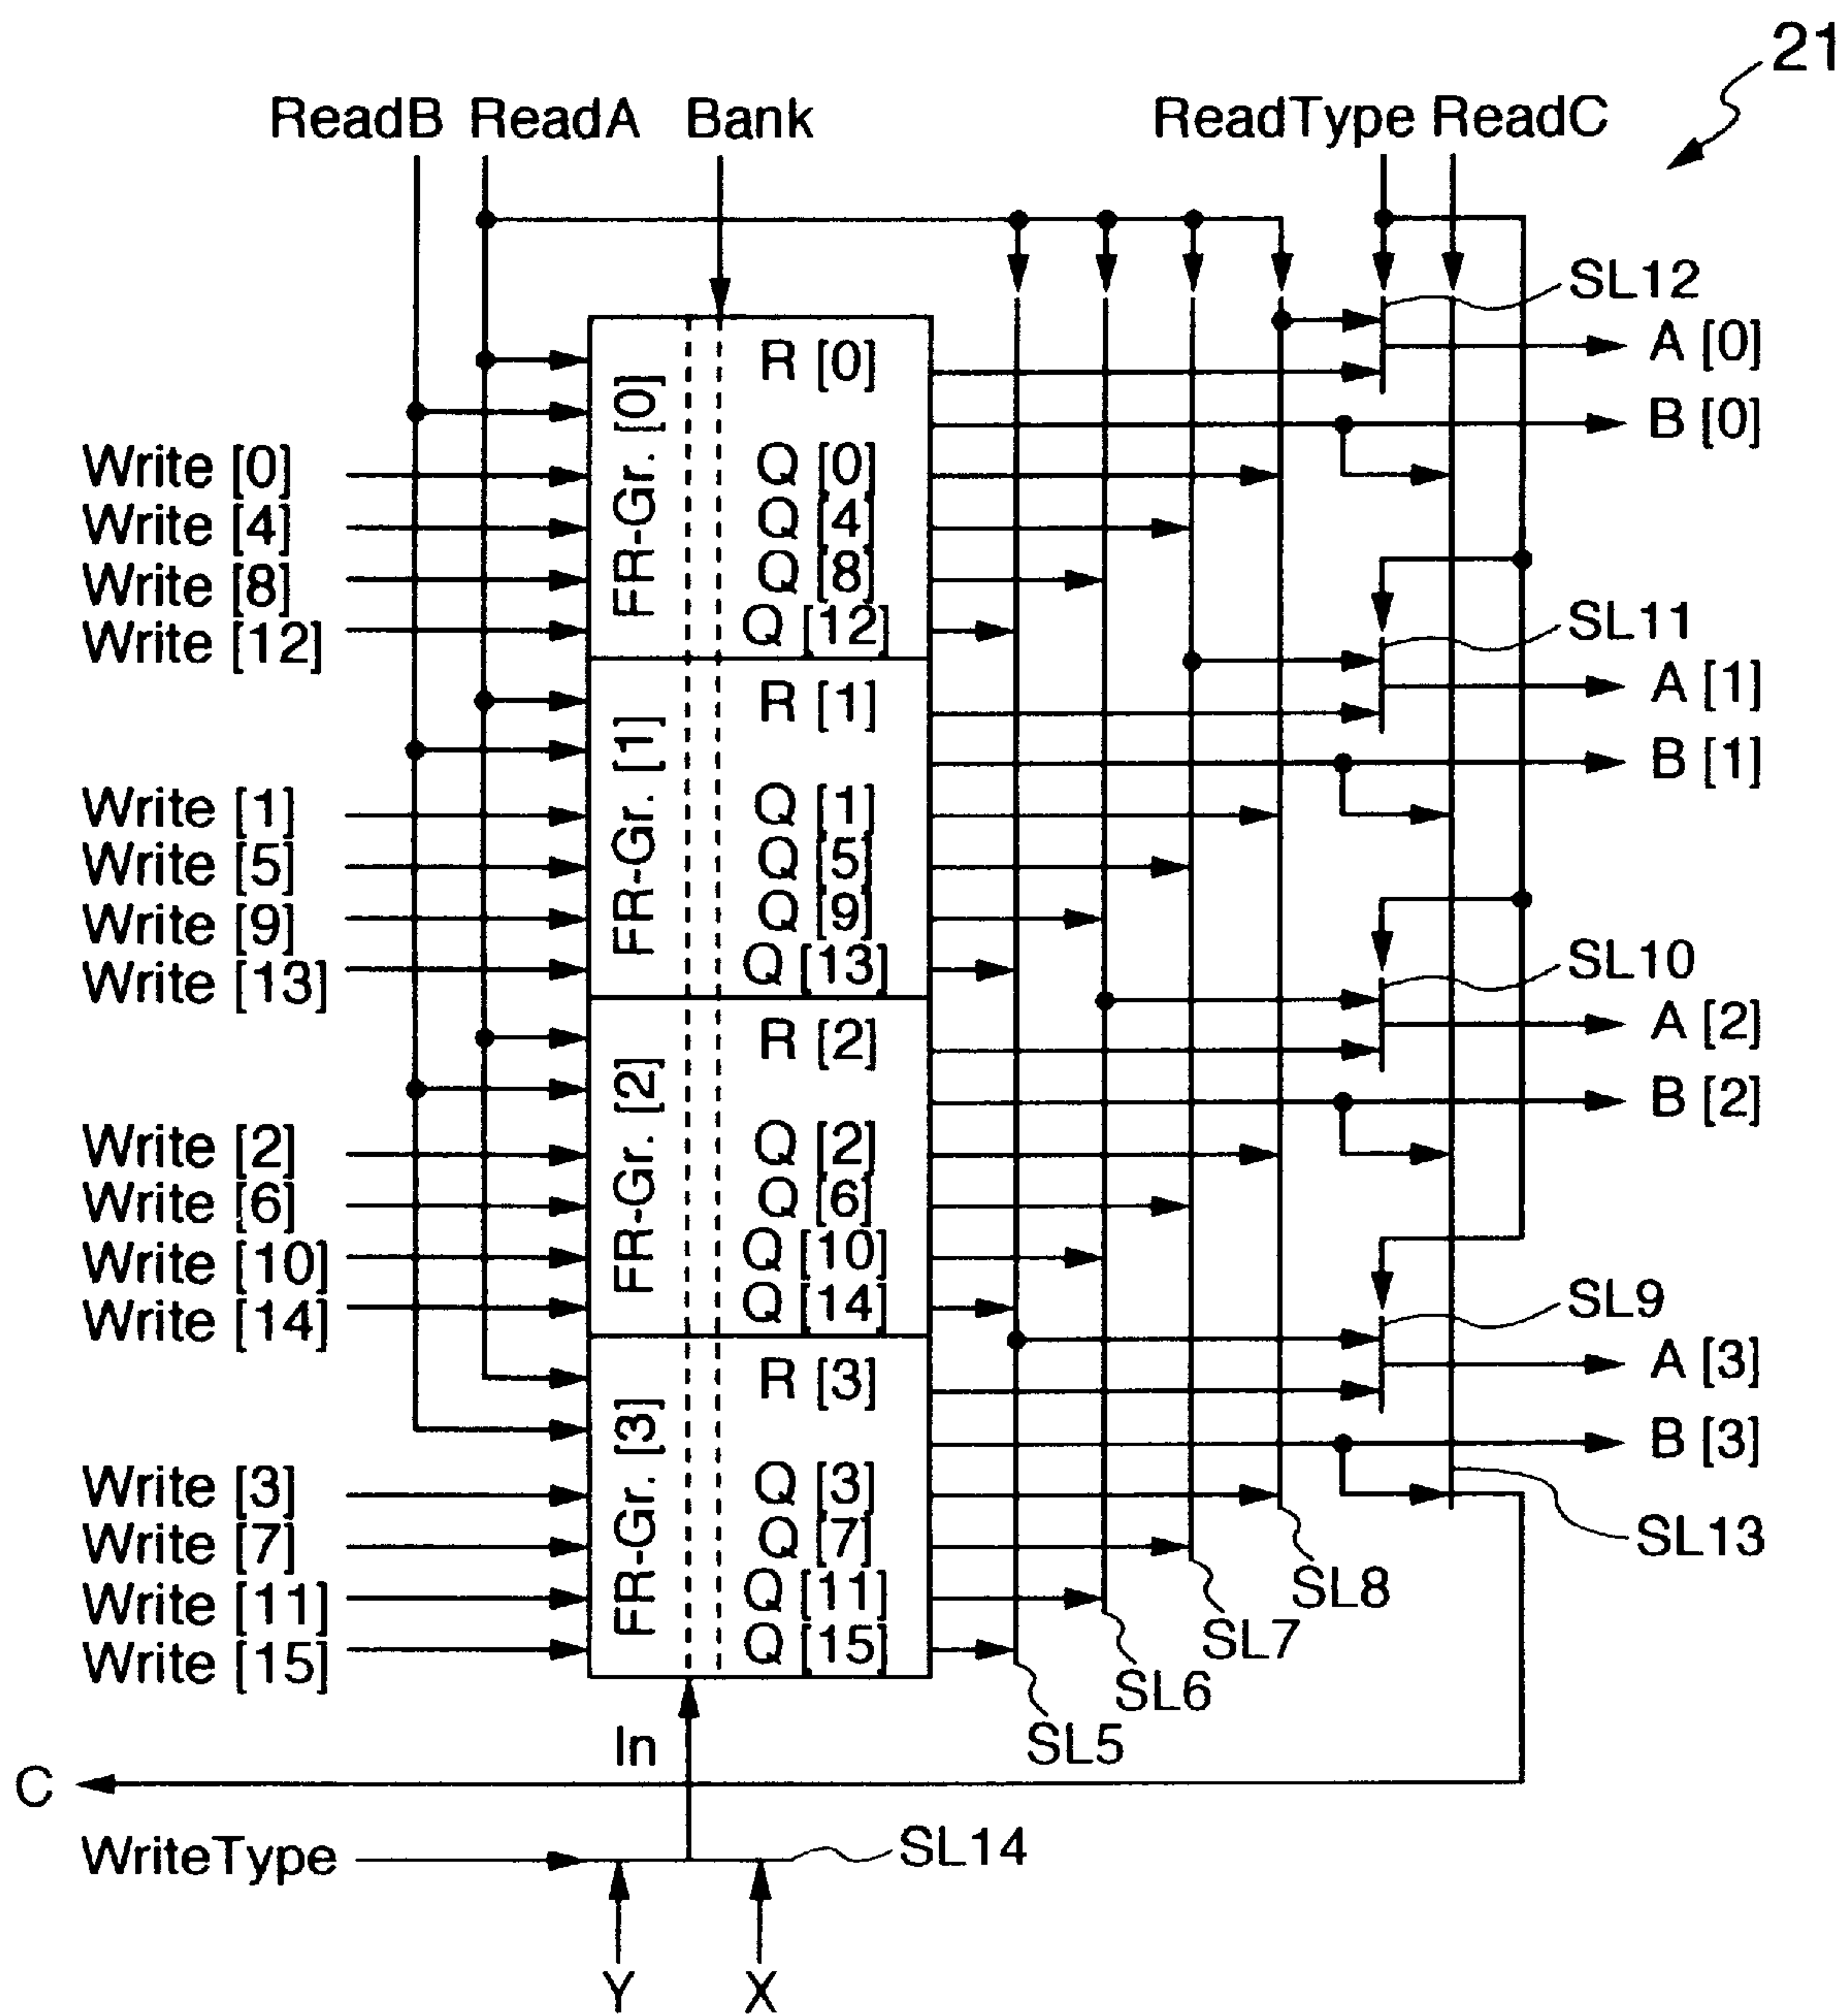 21
ReadB ReadA Bank ReadType ReadC
SL12
R [0] A [0]
FR-Gr. [0]
B [0]
Write [0] Q [0]
Write [4] Q [4]
Write [8] Q [8]
Write [12] Q [12]
SL11
R [1] A [1]
FR-Gr. [1]
B [1]
Write [1] Q [1]
Write [5] Q [5]
Write [9] Q [9]
Write [13] Q [13]
SL10
R [2] A [2]
FR-Gr. [2]
B [2]
Write [2] Q [2]
Write [6] Q [6]
Write [10] Q [10]
Write [14] Q [14]
SL9
R [3] A [3]
FR-Gr. [3]
B [3]
Write [3] Q [3]
Write [7] Q [7]
SL13
Write [11] Q [11]
SL8
Write [15] Q [15]
SL7
SL6
In SL5
C
WriteType SL14
Y X